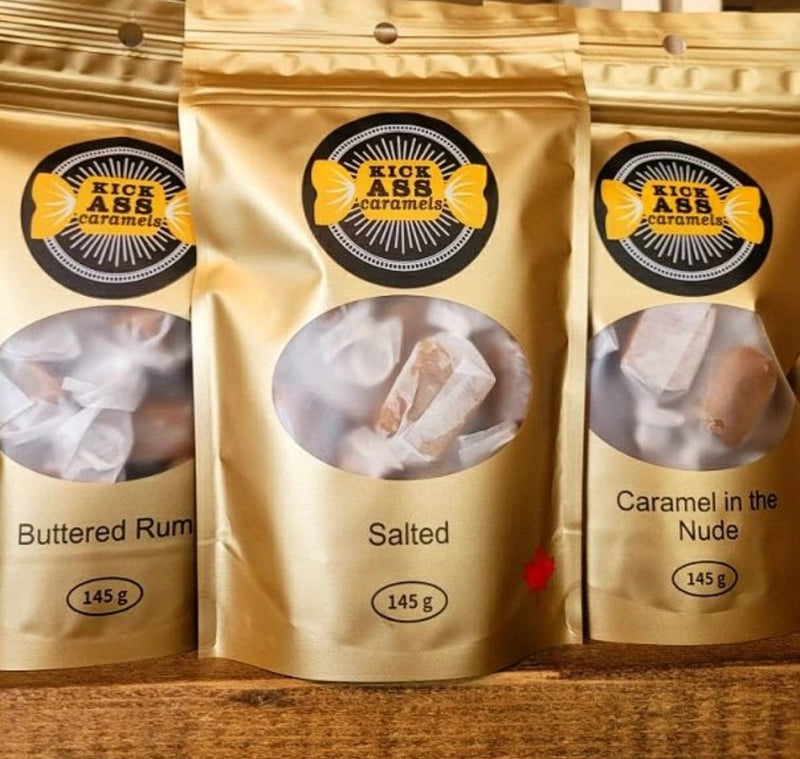 KICK
ASS
caramels
Buttered Rum
145 g
KICK
ASS
caramels
Salted
145 g
KICK
ASS
caramels
Caramel in the
Nude
145 g